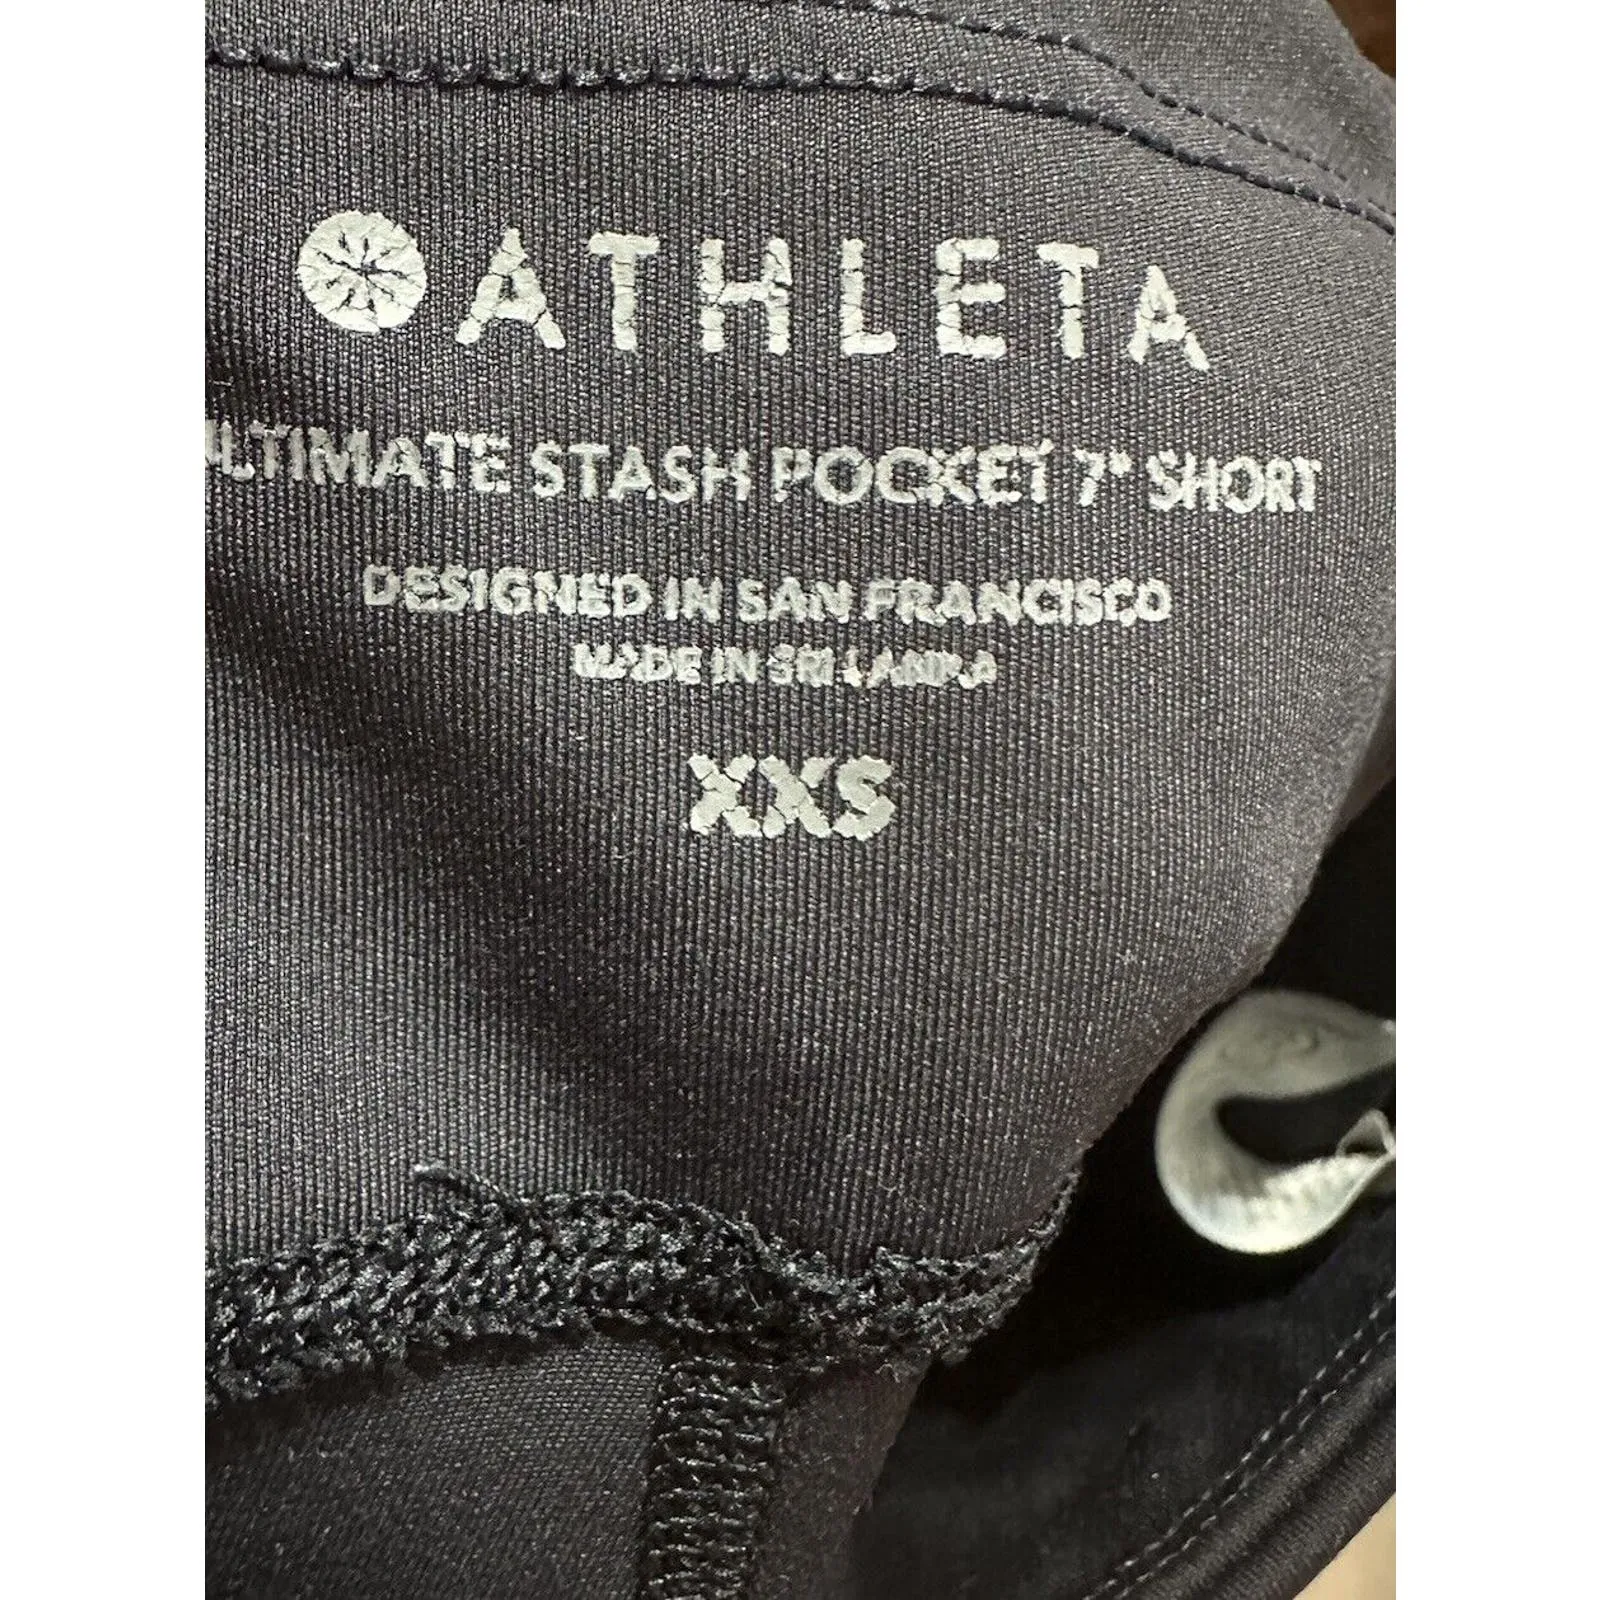 ATHLETA
ULTIMATE STASH POCKET 7" SHORT
DESIGNED IN SAN FRANCISCO
MADE IN SRI LANKA
XXS